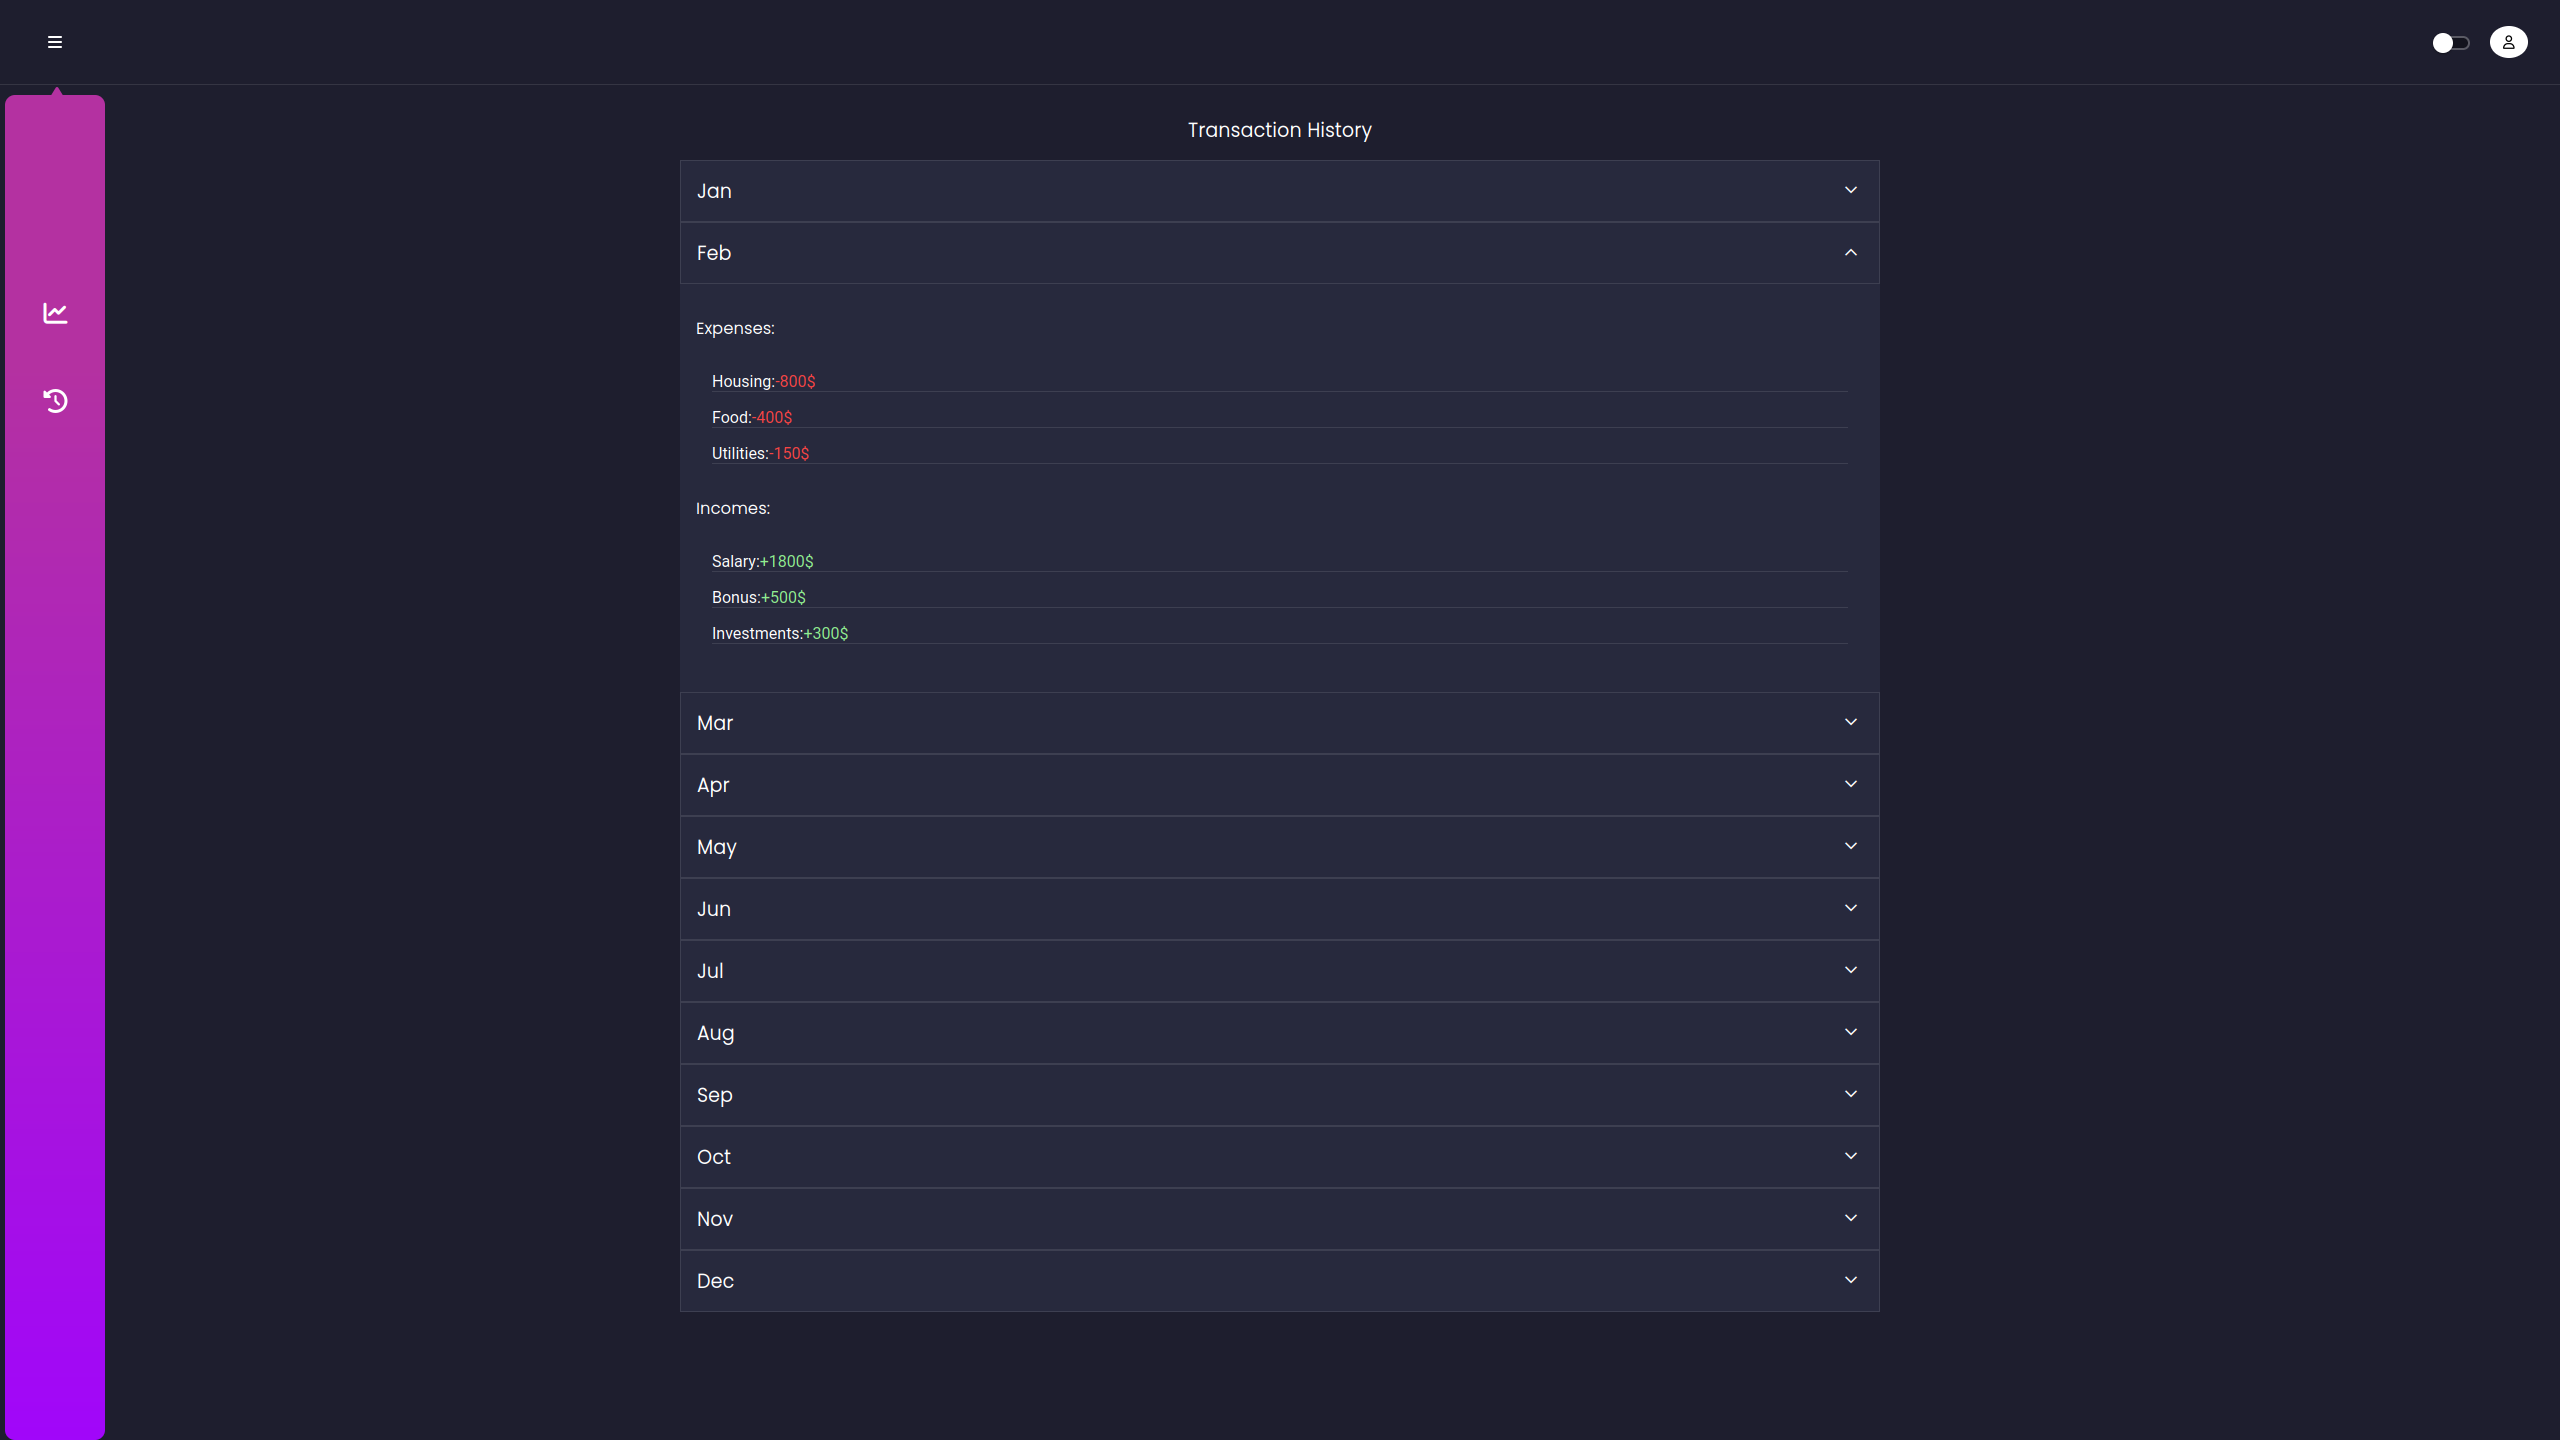 Transaction History
Jan
Feb
Expenses:
Housing:-800$
Food:-400$
Utilities:-150$
Incomes:
Salary:+1800$
Bonus:+500$
Investments:+300$
Mar
Apr
May
Jun
Jul
Aug
Sep
Oct
Nov
Dec